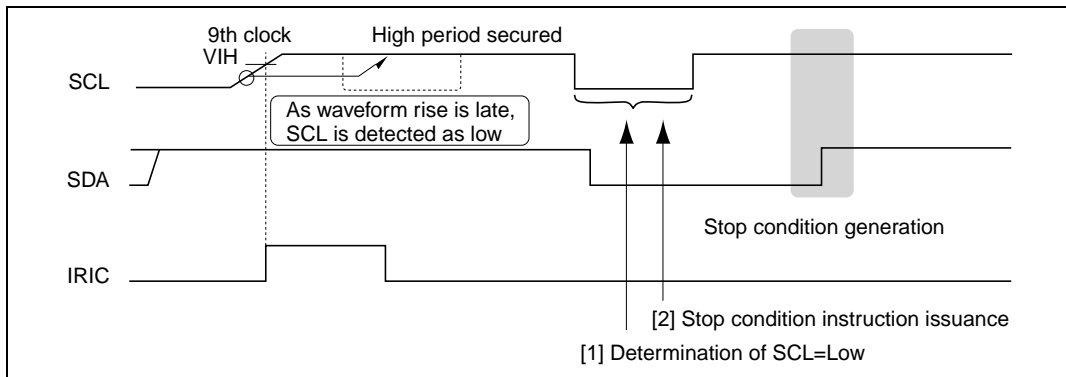 9th clock
VIH
High period secured
SCL
As waveform rise is late,
SCL is detected as low
SDA
Stop condition generation
IRIC
[2] Stop condition instruction issuance
[1] Determination of SCL=Low